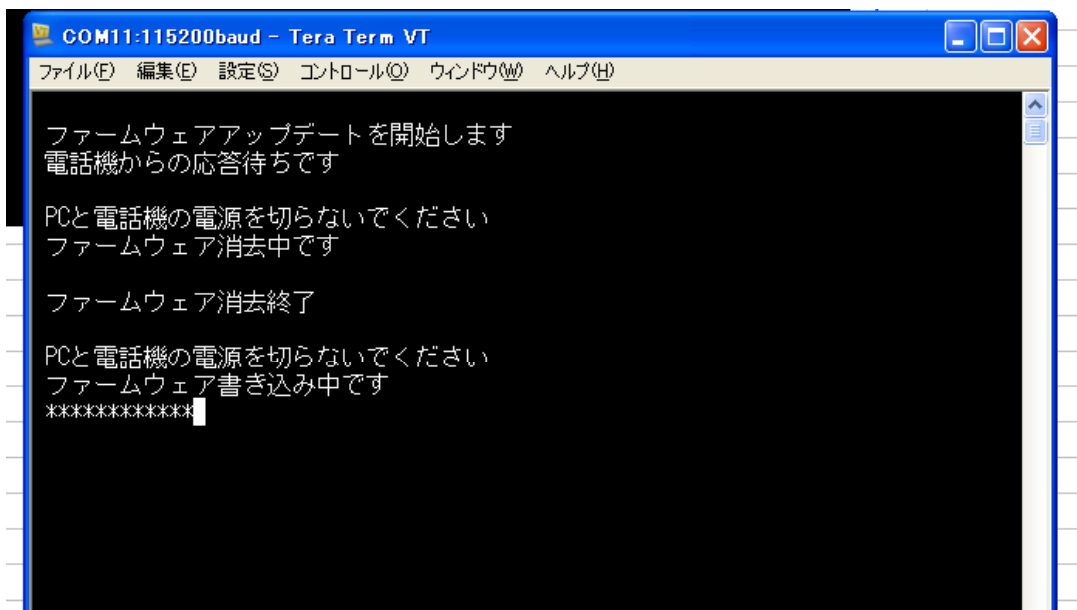 COM11:115200baud - Tera Term VT
ファイル(F) 編集(E) 設定(S) コントロール(O) ウィンドウ(W) ヘルプ(H)
ファームウェアアップデートを開始します
電話機からの応答待ちです
PCと電話機の電源を切らないでください
ファームウェア消去中です
ファームウェア消去終了
PCと電話機の電源を切らないでください
ファームウェア書き込み中です
************